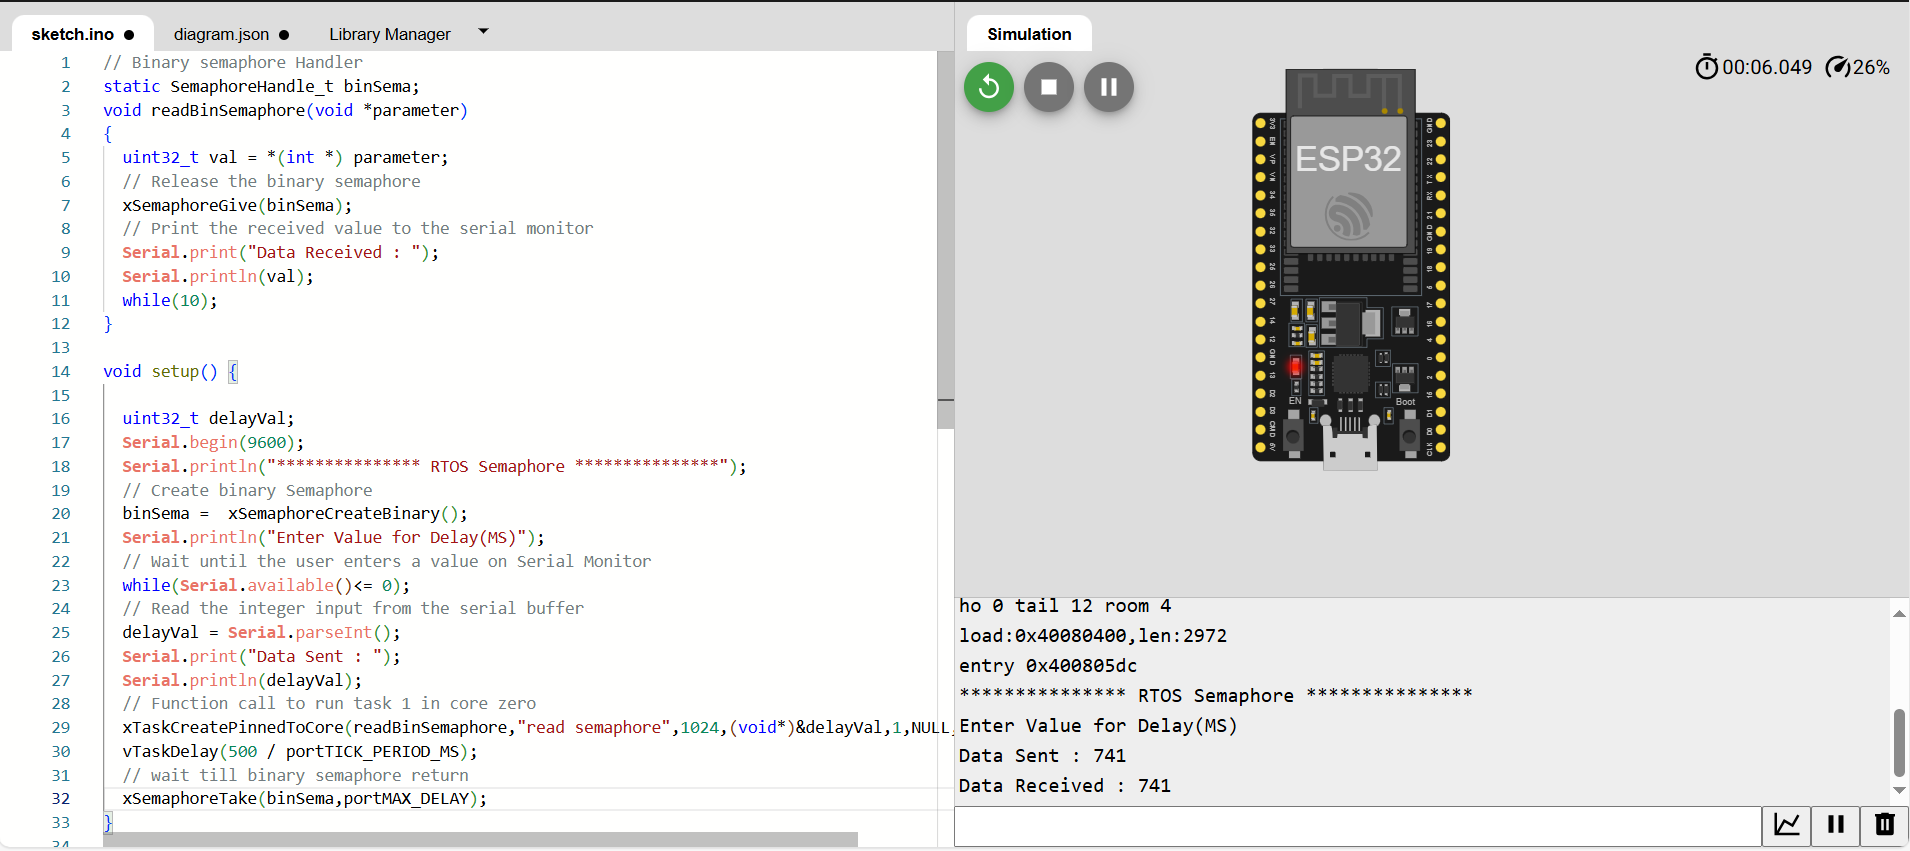 sketch.ino ●
diagram.json ●
Library Manager
1 // Binary semaphore Handler
2 static SemaphoreHandle_t binSema;
3 void readBinSemaphore(void *parameter)
4 {
5 uint32_t val = *(int *) parameter;
6 // Release the binary semaphore
7 xSemaphoreGive(binSema);
8 // Print the received value to the serial monitor
9 Serial.print("Data Received : ");
10 Serial.println(val);
11 while(10);
12 }
13
14 void setup() {
15
16 uint32_t delayVal;
17 Serial.begin(9600);
18 Serial.println("*************** RTOS Semaphore ***************");
19 // Create binary Semaphore
20 binSema =  xSemaphoreCreateBinary();
21 Serial.println("Enter Value for Delay(MS)");
22 // Wait until the user enters a value on Serial Monitor
23 while(Serial.available()<= 0);
24 // Read the integer input from the serial buffer
25 delayVal = Serial.parseInt();
26 Serial.print("Data Sent : ");
27 Serial.println(delayVal);
28 // Function call to run task 1 in core zero
29 xTaskCreatePinnedToCore(readBinSemaphore,"read semaphore",1024,(void*)&delayVal,1,NULL,
30 vTaskDelay(500 / portTICK_PERIOD_MS);
31 // wait till binary semaphore return
32 xSemaphoreTake(binSema,portMAX_DELAY);
33 }
34
Simulation
00:06.049 26%
ESP32
EN
Boot
ho 0 tail 12 room 4
load:0x40080400,len:2972
entry 0x400805dc
*************** RTOS Semaphore ***************
Enter Value for Delay(MS)
Data Sent : 741
Data Received : 741